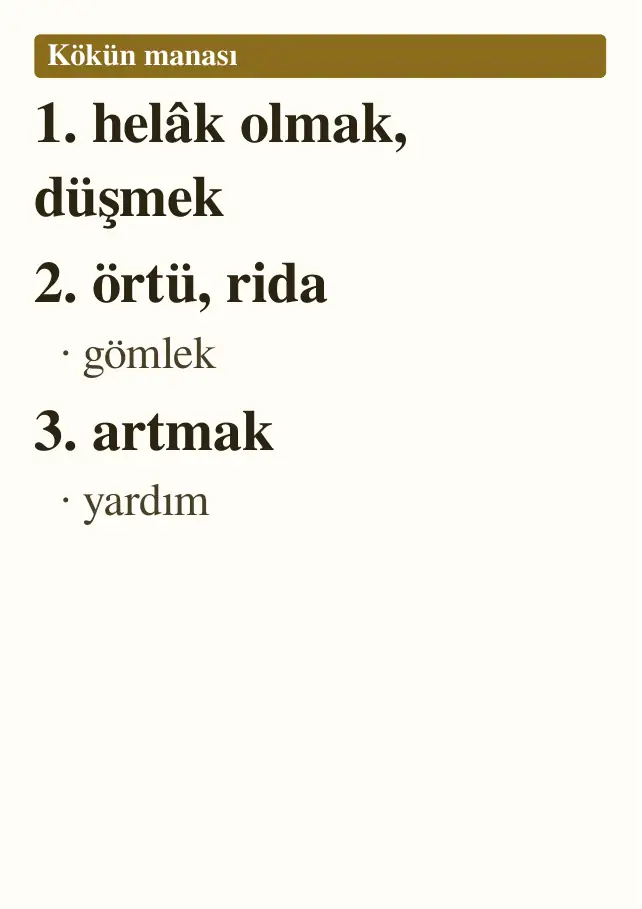 Kökün manası
1. helâk olmak,
düşmek
2. örtü, rida
· gömlek
3. artmak
· yardım